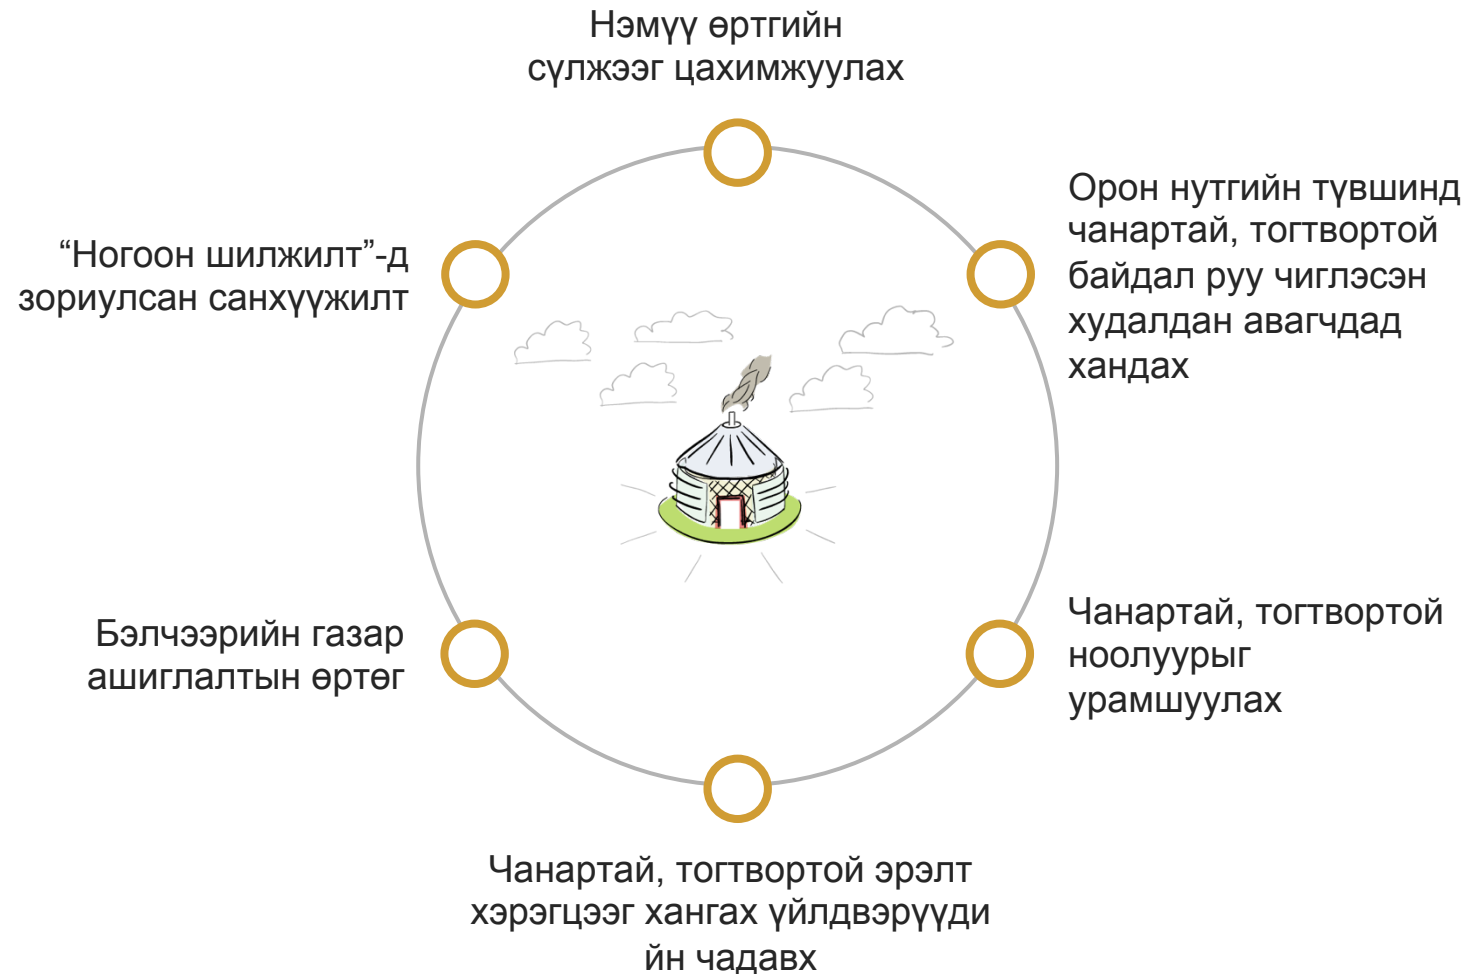 Нэмүү өртгийн
сүлжээг цахимжуулах
Орон нутгийн түвшинд
чанартай, тогтвортой
байдал руу чиглэсэн
худалдан авагчдад
хандах
“Ногоон шилжилт”-д
зориулсан санхүүжилт
Чанартай, тогтвортой
ноолуурыг
урамшуулах
Бэлчээрийн газар
ашиглалтын өртөг
Чанартай, тогтвортой эрэлт
хэрэгцээг хангах үйлдвэрүүди
йн чадавх